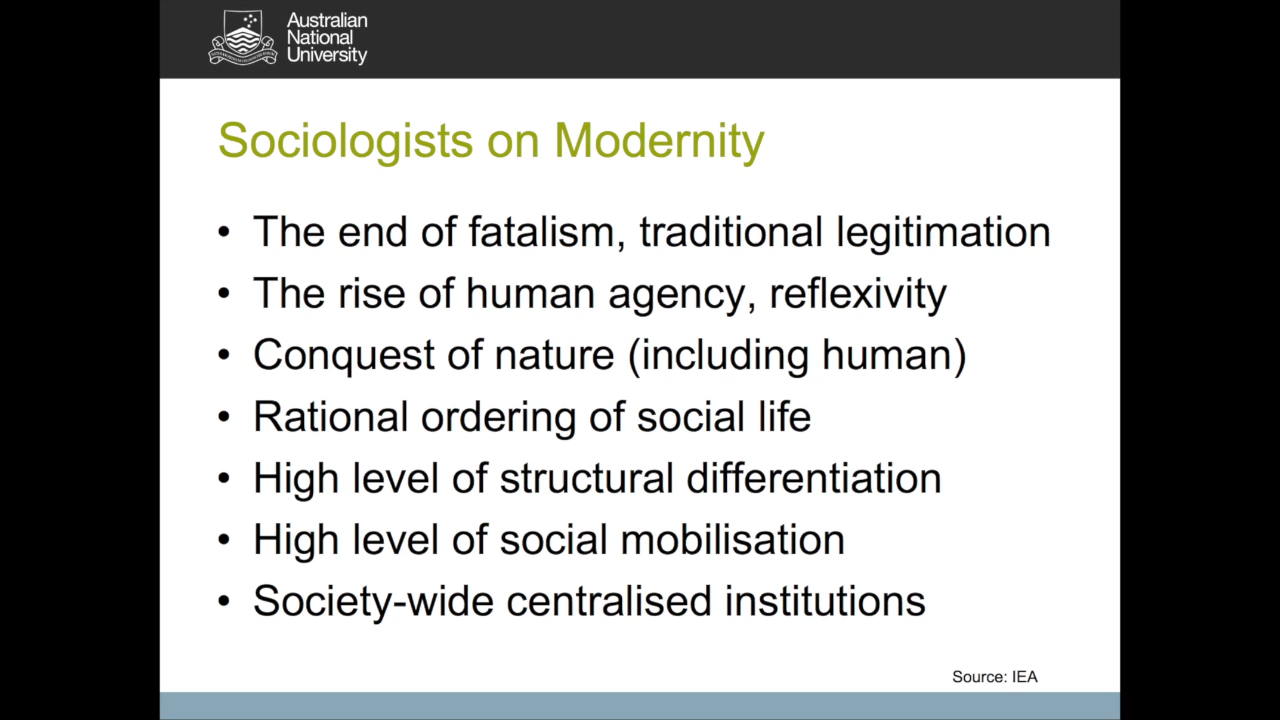 Australian
National
University
Sociologists on Modernity
• The end of fatalism, traditional legitimation
• The rise of human agency, reflexivity
• Conquest of nature (including human)
• Rational ordering of social life
• High level of structural differentiation
• High level of social mobilisation
• Society-wide centralised institutions
Source: IEA